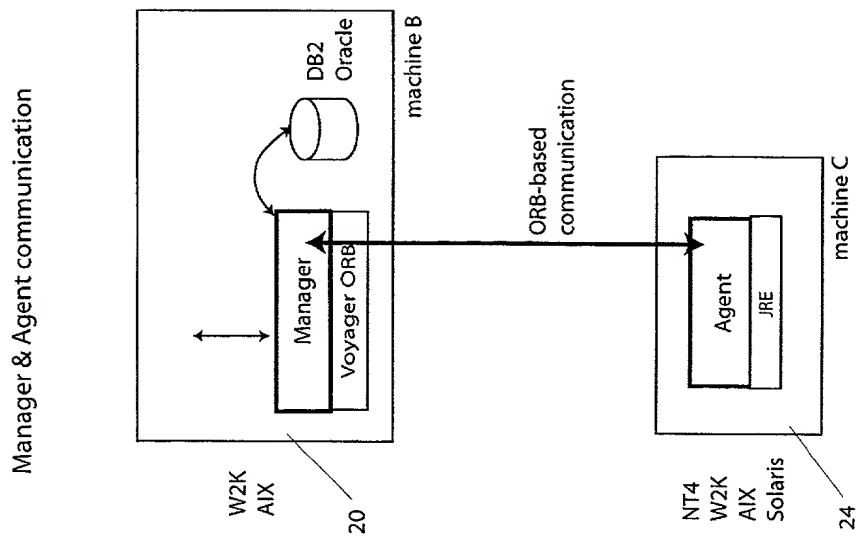 Manager & Agent communication
W2K
AIX
20
Manager
Voyager ORB
DB2
Oracle
machine B
ORB-based
communication
NT4
W2K
AIX
Solaris
24
Agent
JRE
machine C